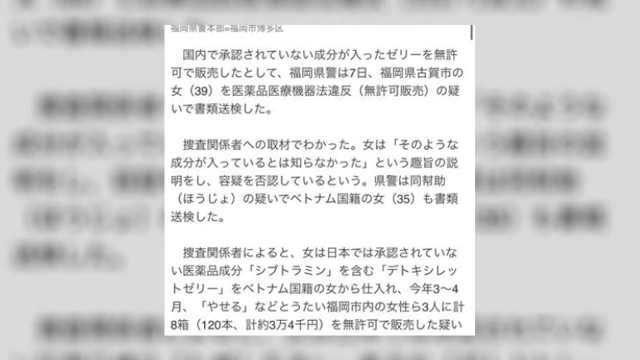 福岡県警本部=福岡市博多区
国内で承認されていない成分が入ったゼリーを無許
可で販売したとして、福岡県警は7日、福岡県古賀市の
女（39）を医薬品医療機器法違反（無許可販売）の疑
いで書類送検した。
捜査関係者への取材でわかった。女は「そのような
成分が入っているとは知らなかった」という趣旨の説
明をし、容疑を否認しているという。県警は同幇助
（ほうじょ）の疑いでベトナム国籍の女（35）も書類
送検した。
捜査関係者によると、女は日本では承認されていな
い医薬品成分「シブトラミン」を含む「デトキシレッ
トゼリー」をベトナム国籍の女から仕入れ、今年3〜4
月、「やせる」などとうたい福岡市内の女性ら3人に計
8箱（120本、計約3万4千円）を無許可で販売した疑い